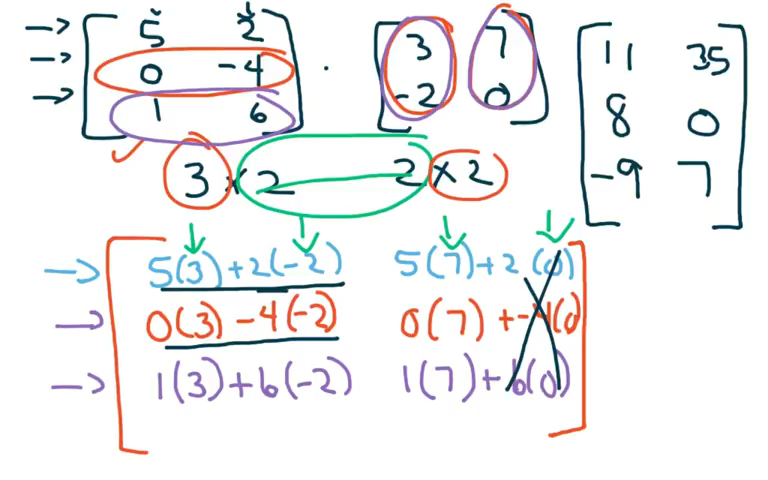 5 2 3 7 11 35
0 -4 · -2 0 8 0
1 6 -9 7
3 x 2 2 x 2
5(3)+2(-2) 5(7)+2(0)
0(3)-4(-2) 0(7)+-4(0)
1(3)+6(-2) 1(7)+6(0)